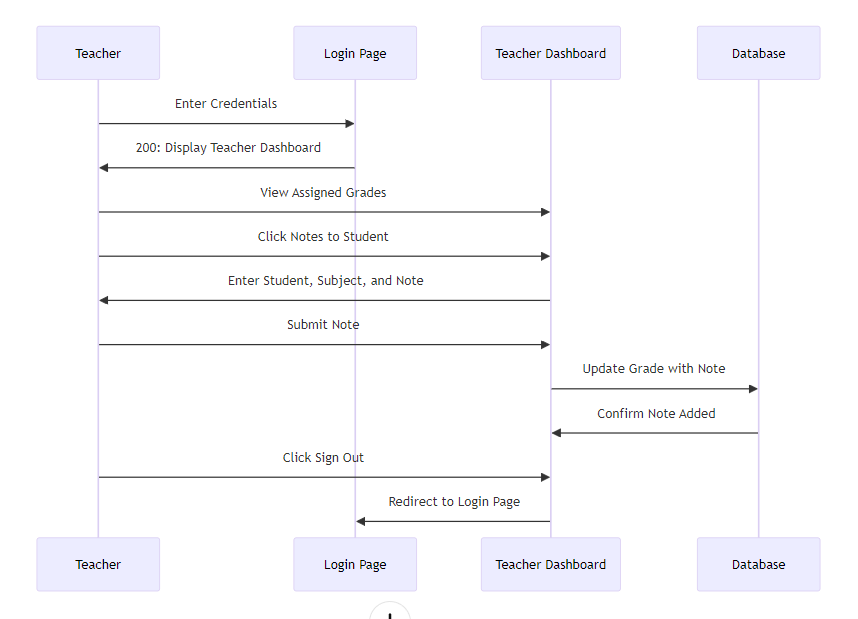 Teacher
Login Page
Teacher Dashboard
Database
Enter Credentials
200: Display Teacher Dashboard
View Assigned Grades
Click Notes to Student
Enter Student, Subject, and Note
Submit Note
Update Grade with Note
Confirm Note Added
Click Sign Out
Redirect to Login Page
Teacher
Login Page
Teacher Dashboard
Database